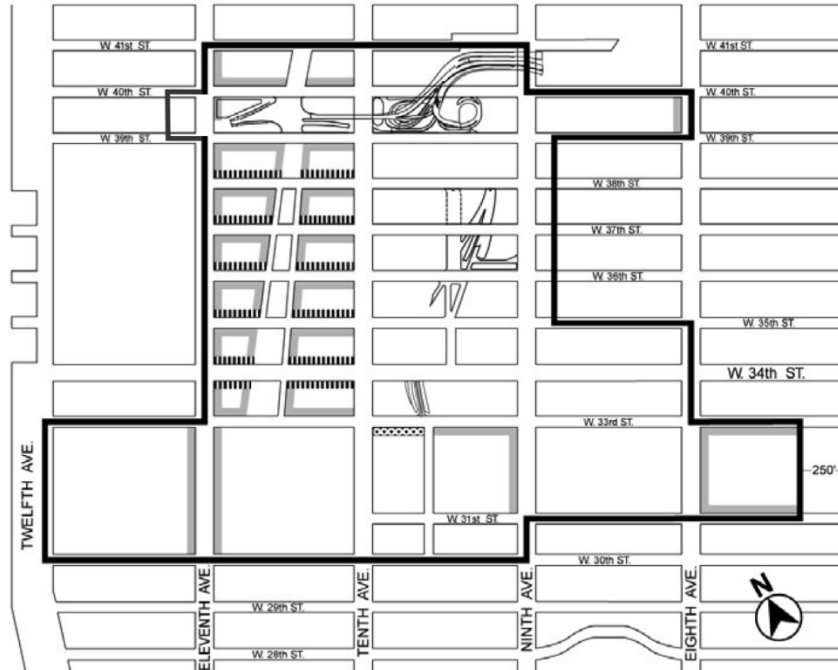 W. 41st ST.
W. 41st ST.
W. 40th ST.
W. 40th ST.
W. 39th ST.
W. 39th ST.
W. 38th ST.
W. 37th ST.
W. 36th ST.
W. 35th ST.
W. 34th ST.
W. 33rd ST.
250'
W. 31st ST.
W. 30th ST.
W. 29th ST.
W. 28th ST.
TWELFTH AVE.
ELEVENTH AVE.
TENTH AVE.
NINTH AVE.
EIGHTH AVE.
N